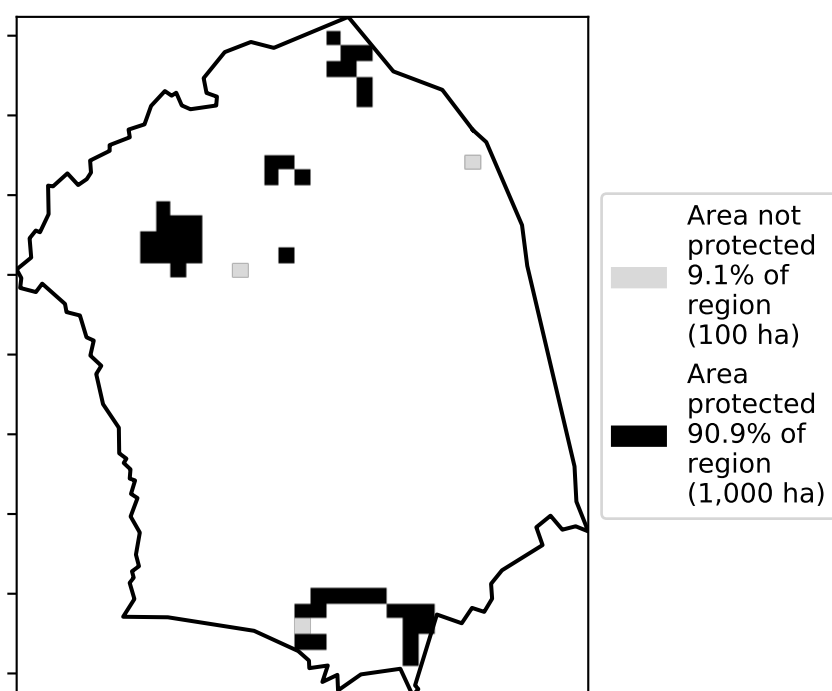 Area not
protected
9.1% of
region
(100 ha)
Area
protected
90.9% of
region
(1,000 ha)